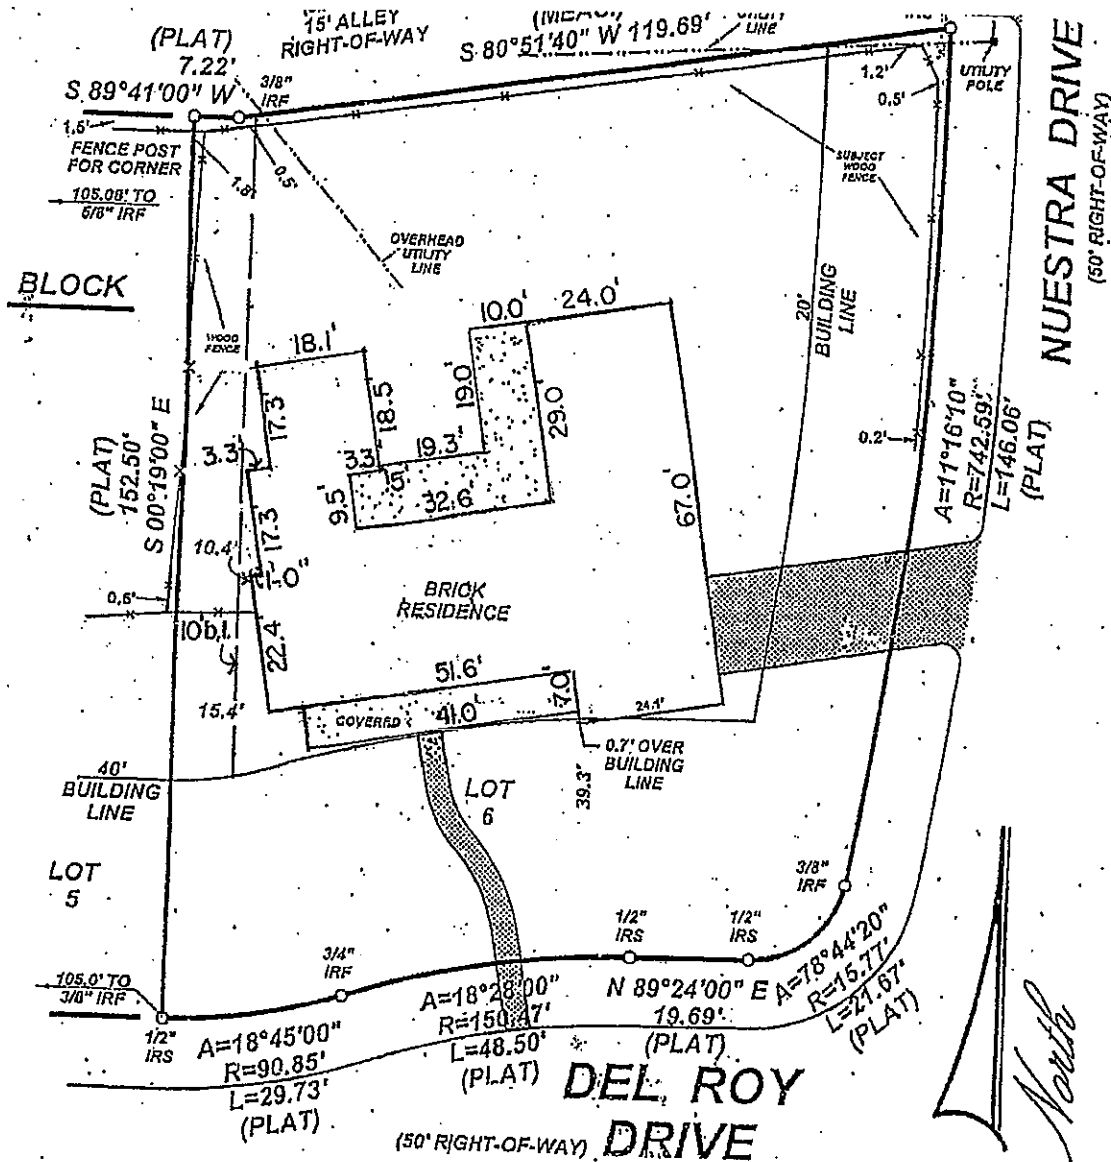 15' ALLEY
RIGHT-OF-WAY
(MEAS.)
S 80°51'40" W 119.69'
UTILITY
LINE
(PLAT)
7.22'
S 89°41'00" W
3/8"
IRF
1.2'
0.5'
UTILITY
POLE
NUESTRA DRIVE
(50' RIGHT-OF-WAY)
FENCE POST
FOR CORNER
105.08' TO
5/8" IRF
1.8'
0.5'
SUBJECT
WOOD
FENCE
OVERHEAD
UTILITY
LINE
BLOCK
WOOD
FENCE
20'
BUILDING
LINE
10.0'
24.0'
18.1'
17.3'
18.5
19.0'
29.0'
3.3'
3.3
19.3'
.5'
9.5'
32.6
67.0'
0.2'
A=11°16'10"
R=742.59'
L=146.06'
(PLAT)
(PLAT)
152.50'
S 00°19'00" E
17.3
10.4'
1.0"
0.6'
10'b.l.
22.4'
BRICK
RESIDENCE
15.4'
51.6'
7.0'
COVERED
41.0'
24.1'
0.7' OVER
BUILDING
LINE
39.3'
40'
BUILDING
LINE
LOT
6
LOT
5
3/8"
IRF
1/2"
IRS
1/2"
IRS
3/4"
IRF
105.0' TO
3/8" IRF
1/2"
IRS
A=18°45'00"
R=90.85'
L=29.73'
(PLAT)
A=18°28'00"
R=150.47'
L=48.50'
(PLAT)
N 89°24'00" E
19.69'
(PLAT)
A=78°44'20"
R=15.77'
L=21.67'
(PLAT)
DEL ROY
DRIVE
(50' RIGHT-OF-WAY)
North